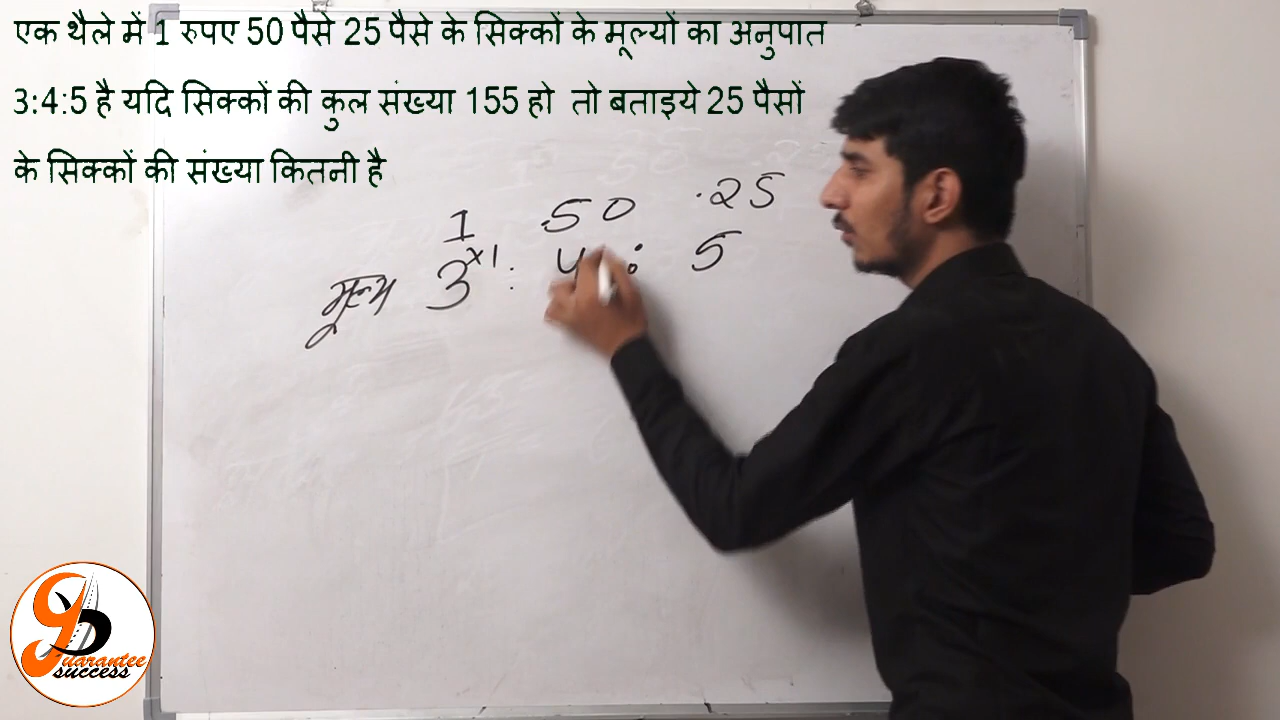 एक थैले में 1 रुपए 50 पैसे 25 पैसे के सिक्कों के मूल्यों का अनुपात
3:4:5 है यदि सिक्कों की कुल संख्या 155 हो तो बताइये 25 पैसों
के सिक्कों की संख्या कितनी है
1 .50 .25
मूल्य 3×1 : 4 : 5
Guarantee
success